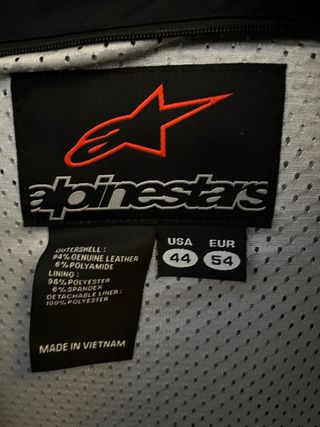 alpinestars
USA EUR
44 54
OUTERSHELL :
94% GENUINE LEATHER
6% POLYAMIDE
LINING :
94% POLYESTER
6% SPANDEX
DETACHABLE LINER :
100% POLYESTER
MADE IN VIETNAM